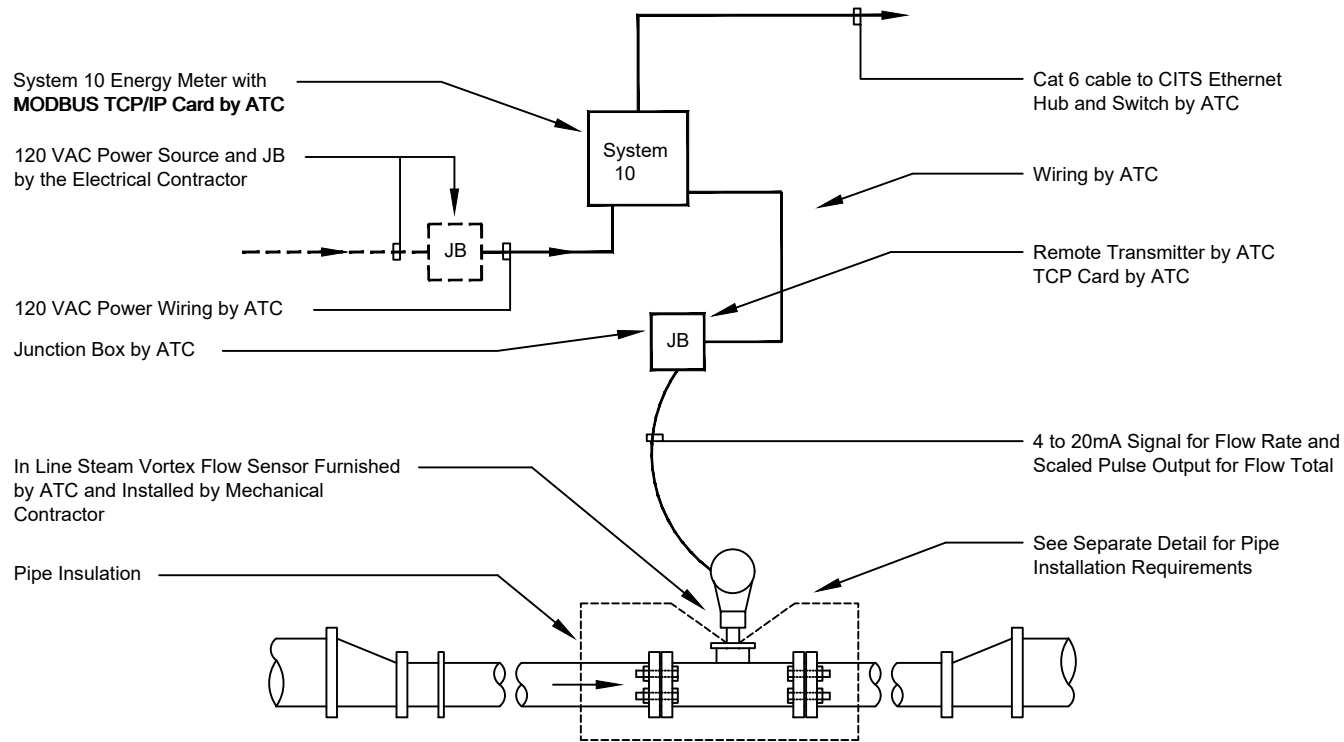 System 10 Energy Meter with
MODBUS TCP/IP Card by ATC
120 VAC Power Source and JB
by the Electrical Contractor
JB
120 VAC Power Wiring by ATC
Junction Box by ATC
In Line Steam Vortex Flow Sensor Furnished
by ATC and Installed by Mechanical
Contractor
Pipe Insulation
System
10
JB
Cat 6 cable to CITS Ethernet
Hub and Switch by ATC
Wiring by ATC
Remote Transmitter by ATC
TCP Card by ATC
4 to 20mA Signal for Flow Rate and
Scaled Pulse Output for Flow Total
See Separate Detail for Pipe
Installation Requirements